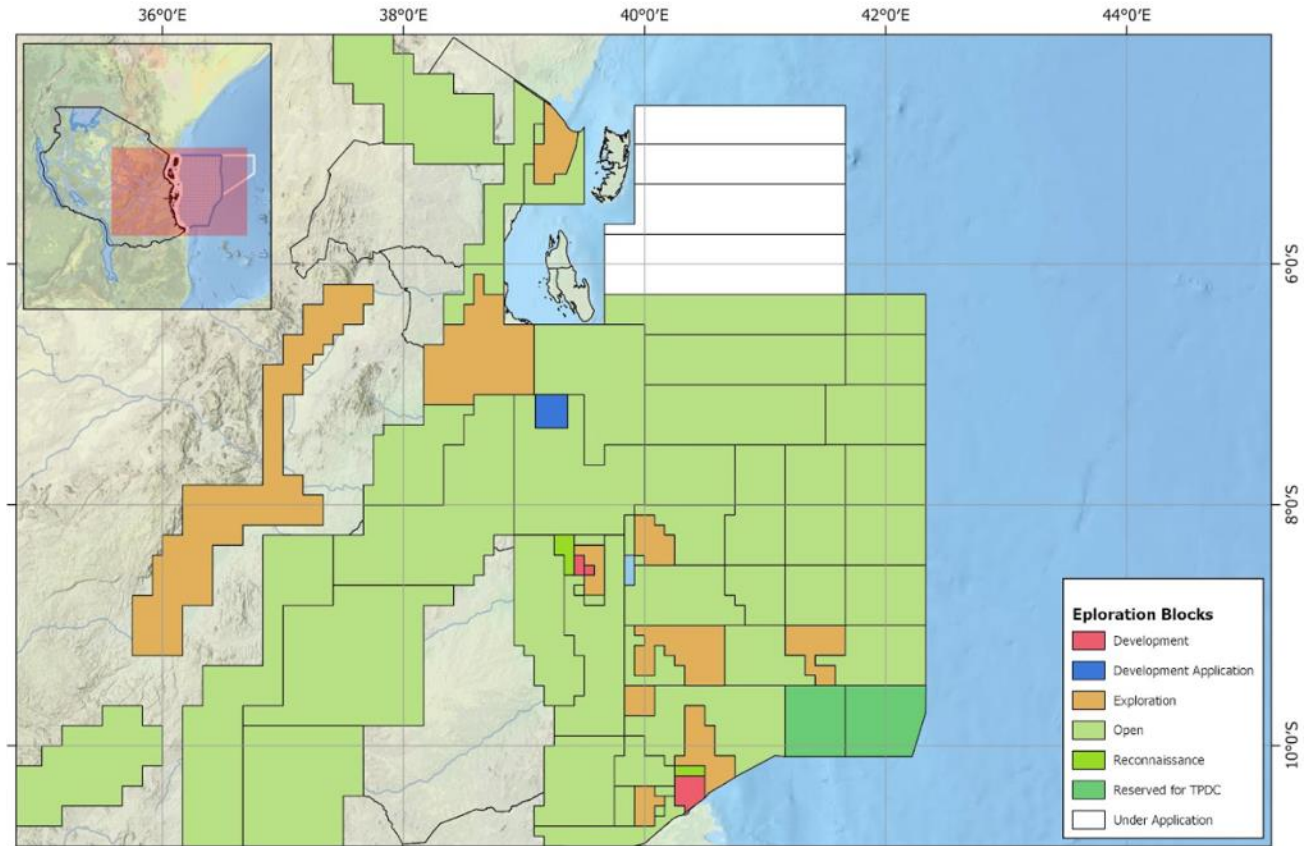 36°0'E 38°0'E 40°0'E 42°0'E 44°0'E
6°0'S
8°0'S
10°0'S
Eploration Blocks
Development
Development Application
Exploration
Open
Reconnaissance
Reserved for TPDC
Under Application